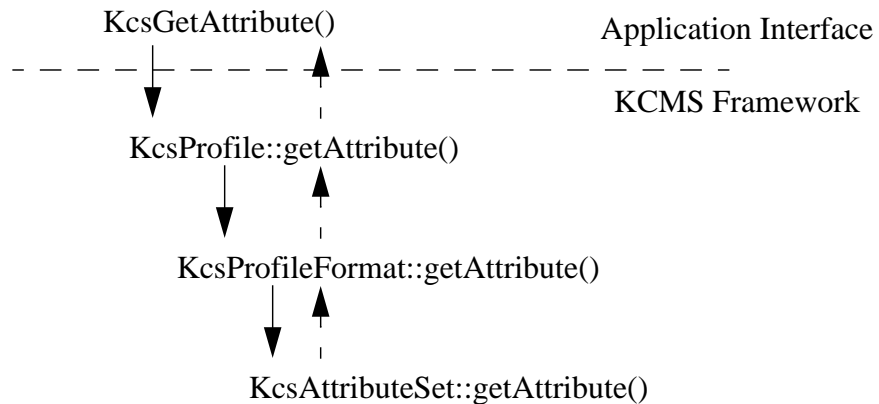 KcsGetAttribute()
Application Interface
KCMS Framework
KcsProfile::getAttribute()
KcsProfileFormat::getAttribute()
KcsAttributeSet::getAttribute()